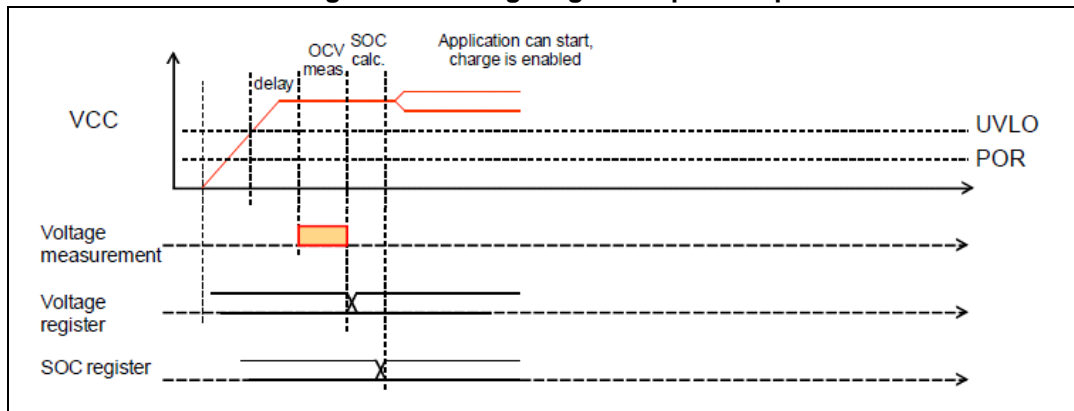 SOC
OCV
calc.
meas.
delay
Application can start,
charge is enabled
VCC
UVLO
POR
Voltage
measurement
Voltage
register
SOC register